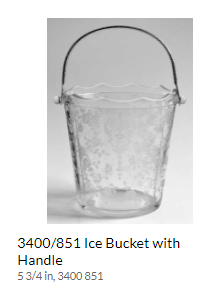 3400/851 Ice Bucket with
Handle
5 3/4 in, 3400 851